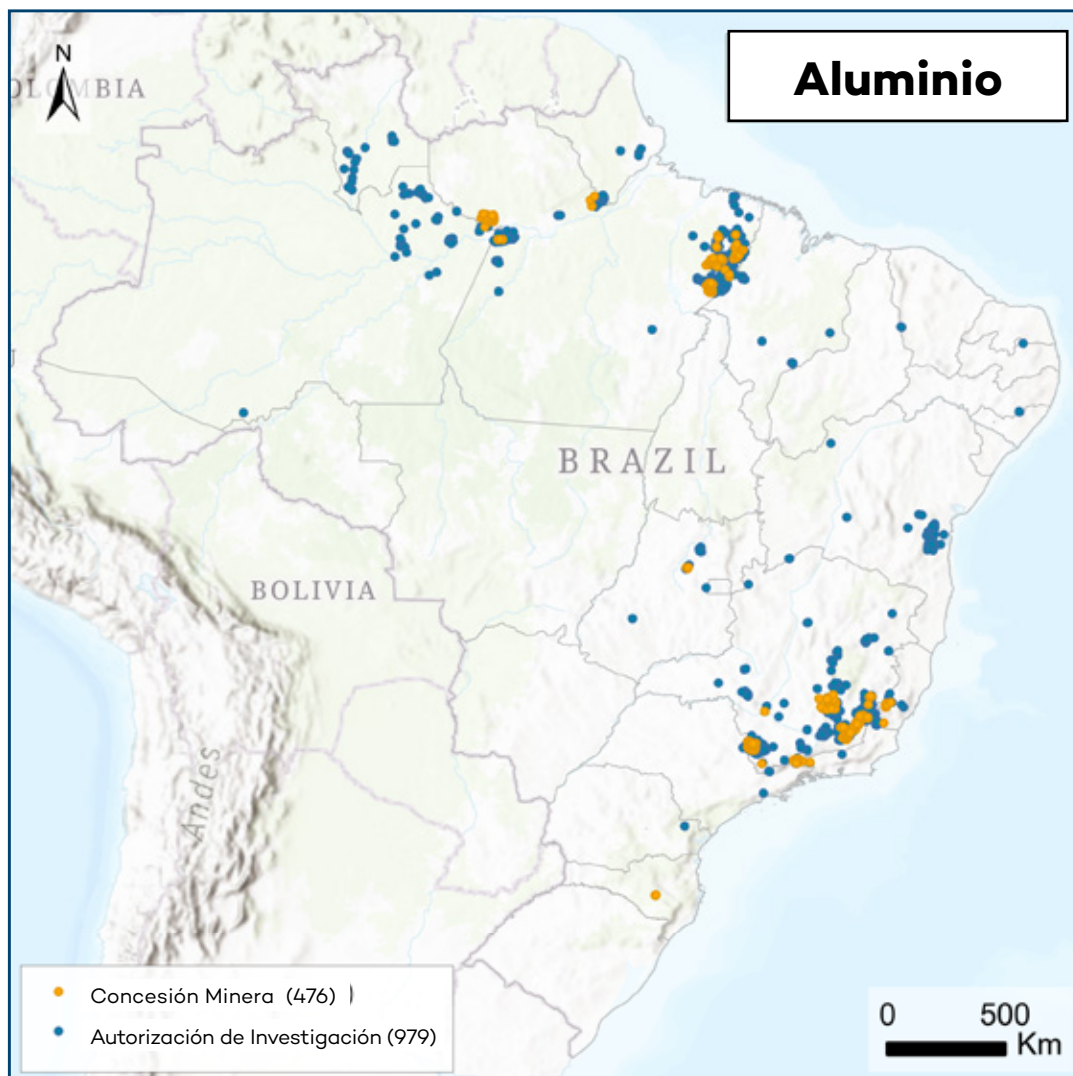 Aluminio
N
OLOMBIA
BRAZIL
BOLIVIA
Andes
Concesión Minera (476) )
Autorización de Investigación (979)
0 500
Km